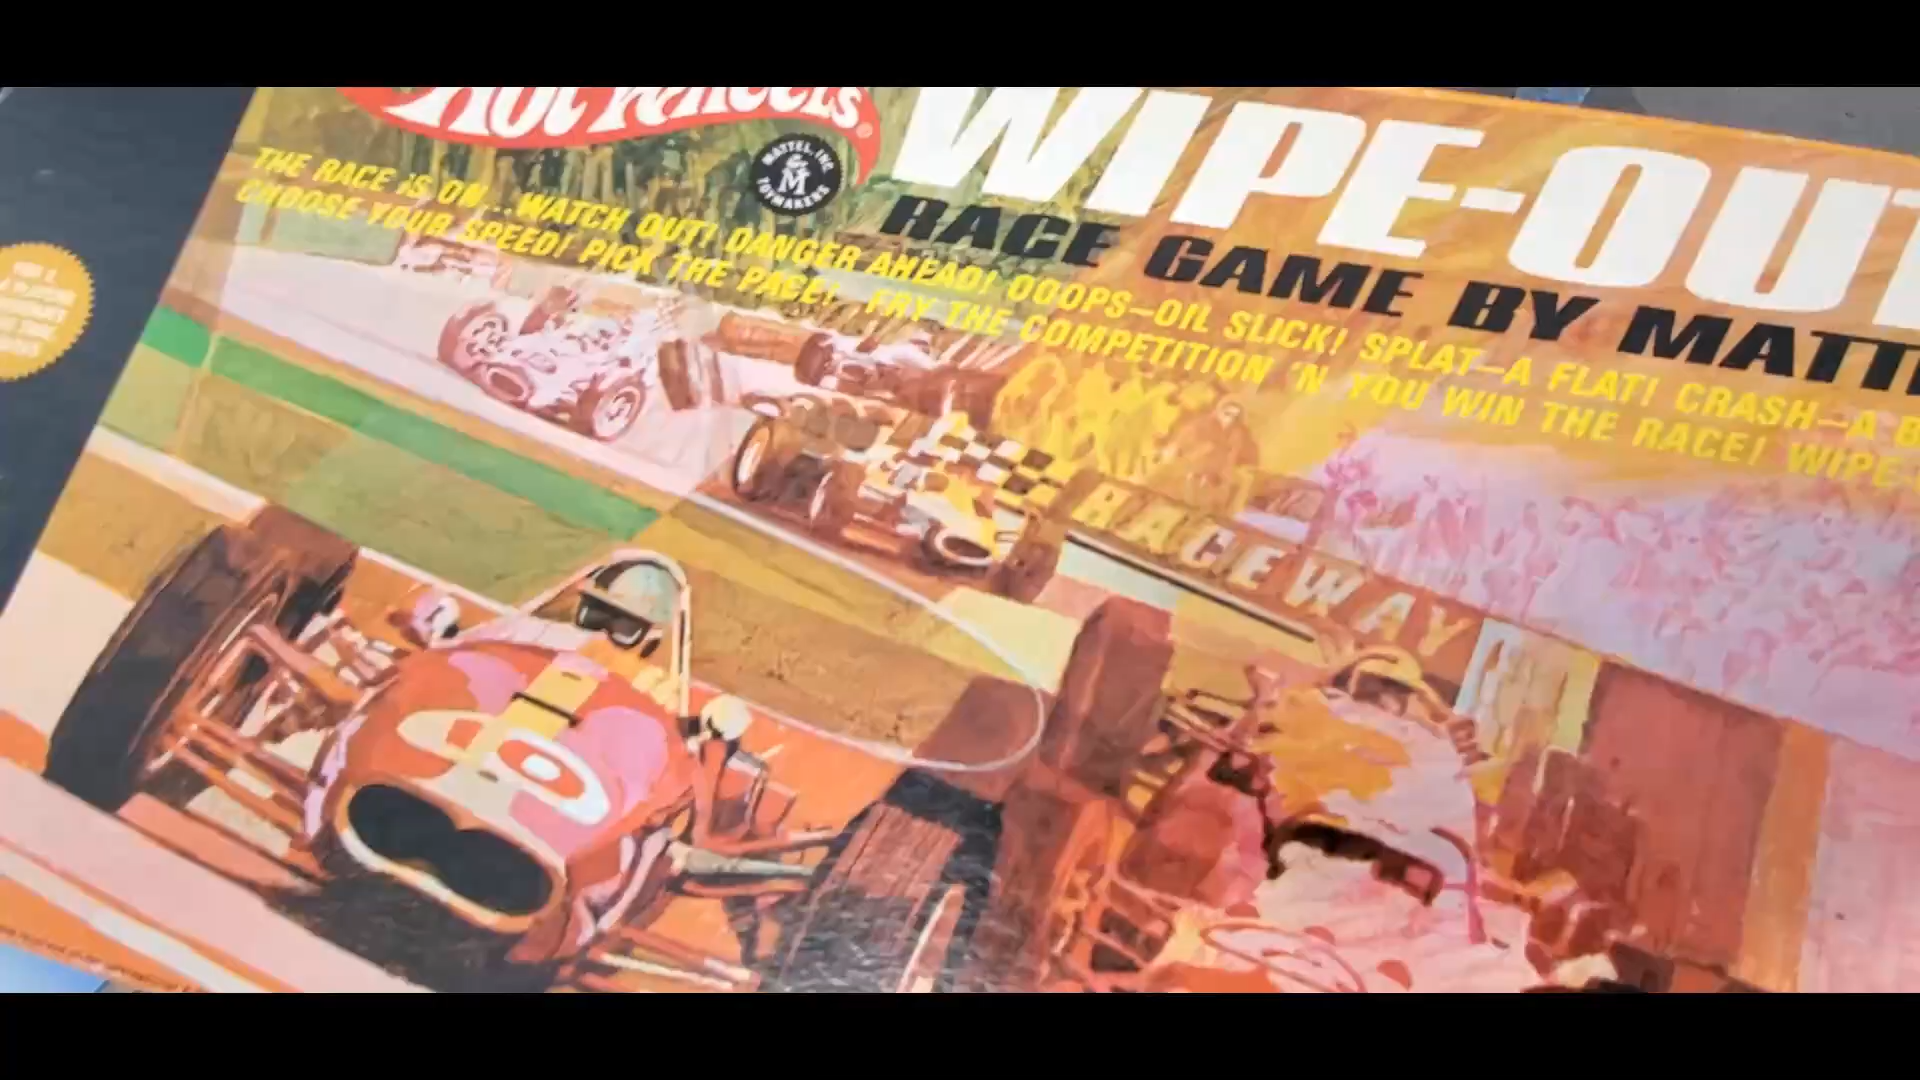 Hot Wheels®
MATTEL, INC.
M
TOYMAKERS
WIPE-OUT
RACE GAME BY MATT
THE RACE IS ON...WATCH OUT! DANGER AHEAD! OOOPS—OIL SLICK! SPLAT—A FLAT! CRASH—A B
CHOOSE YOUR SPEED! PICK THE PACE! FRY THE COMPETITION 'N YOU WIN THE RACE! WIPE-
RACEWAY